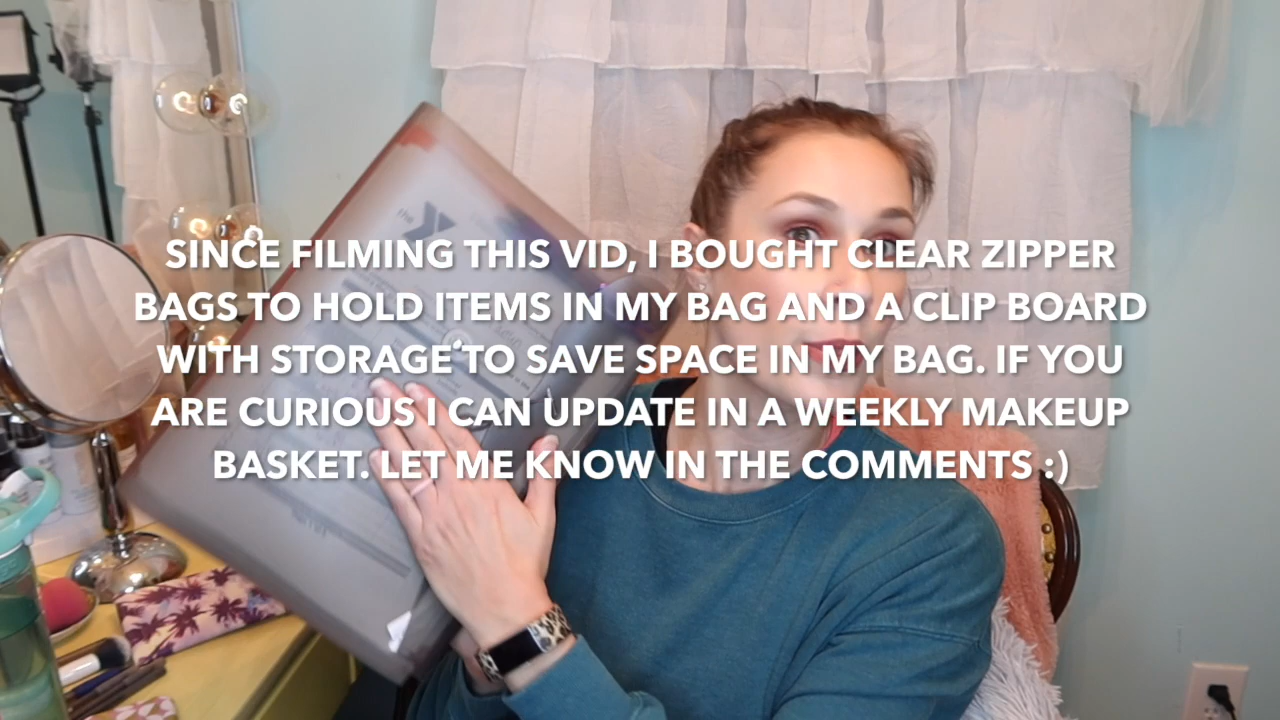 the Y
SINCE FILMING THIS VID, I BOUGHT CLEAR ZIPPER
BAGS TO HOLD ITEMS IN MY BAG AND A CLIP BOARD
WITH STORAGE TO SAVE SPACE IN MY BAG. IF YOU
ARE CURIOUS I CAN UPDATE IN A WEEKLY MAKEUP
BASKET. LET ME KNOW IN THE COMMENTS :)